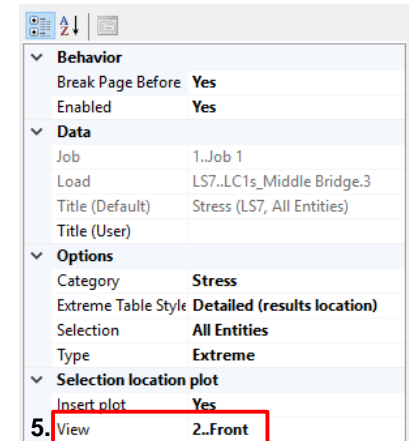 Behavior
Break Page Before Yes
Enabled Yes
Data
Job 1..Job 1
Load LS7..LC1s_Middle Bridge.3
Title (Default) Stress (LS7, All Entities)
Title (User)
Options
Category Stress
Extreme Table Style Detailed (results location)
Selection All Entities
Type Extreme
Selection location plot
Insert plot Yes
5. View 2..Front